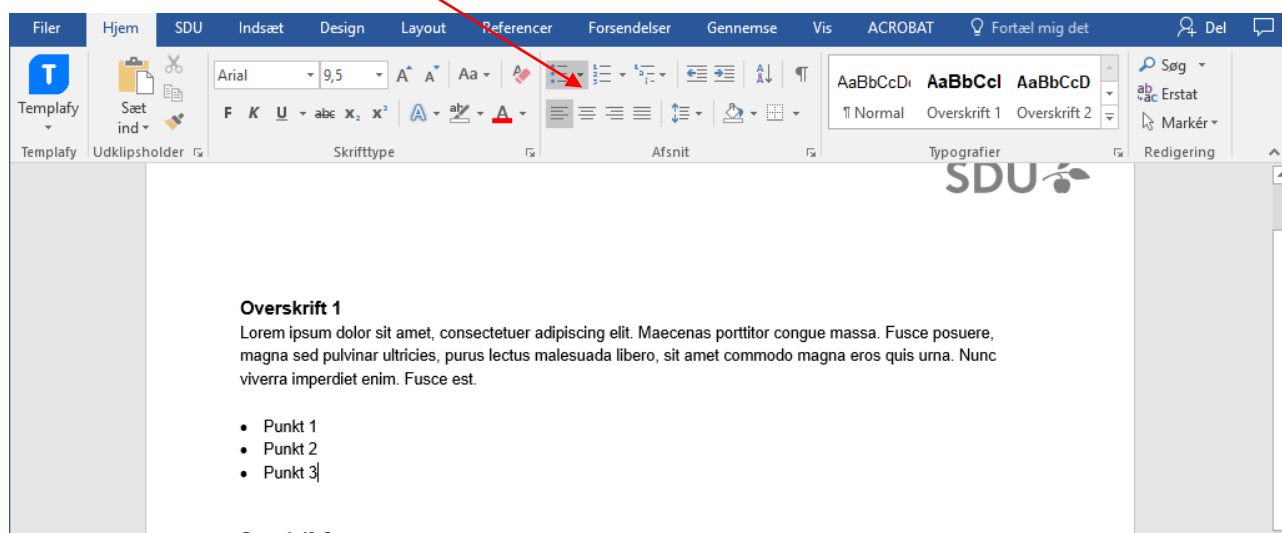 Filer Hjem SDU Indsæt Design Layout Referencer Forsendelser Gennemse Vis ACROBAT Fortæl mig det Del
T
Templafy
Sæt
ind
Arial 9,5 A A Aa
F K U abc x₂ x² A aby A
AaBbCcD AaBbCcI AaBbCcD
¶ Normal Overskrift 1 Overskrift 2
Søg
Erstat
Markér
Templafy Udklipsholder Skrifttype Afsnit Typografier Redigering
SDU
Overskrift 1
Lorem ipsum dolor sit amet, consectetuer adipiscing elit. Maecenas porttitor congue massa. Fusce posuere,
magna sed pulvinar ultricies, purus lectus malesuada libero, sit amet commodo magna eros quis urna. Nunc
viverra imperdiet enim. Fusce est.
• Punkt 1
• Punkt 2
• Punkt 3